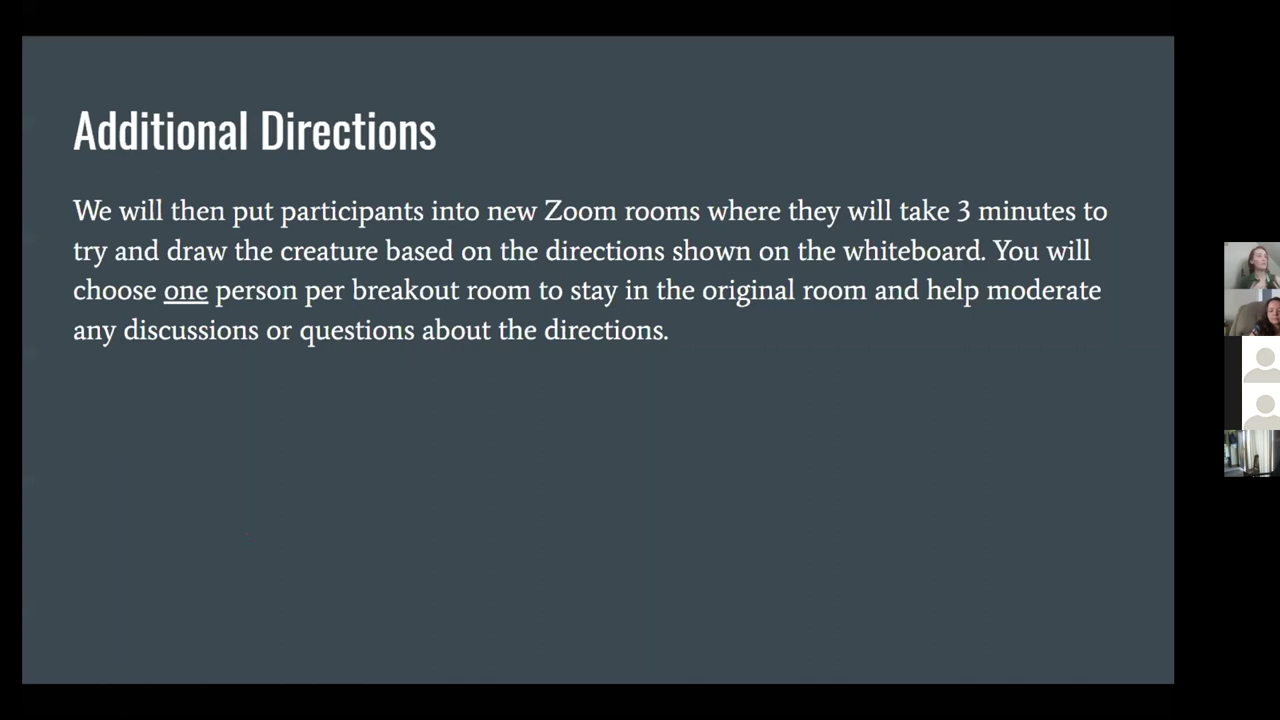 Additional Directions
We will then put participants into new Zoom rooms where they will take 3 minutes to
try and draw the creature based on the directions shown on the whiteboard. You will
choose one person per breakout room to stay in the original room and help moderate
any discussions or questions about the directions.